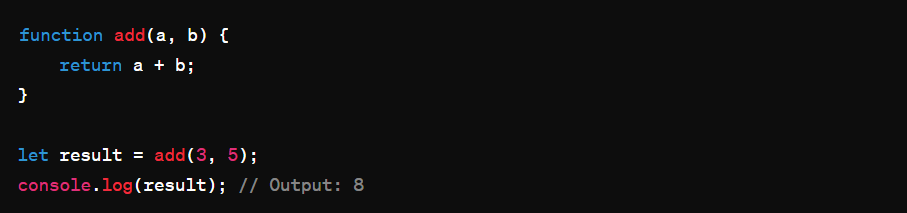 function add(a, b) {
    return a + b;
}

let result = add(3, 5);
console.log(result); // Output: 8